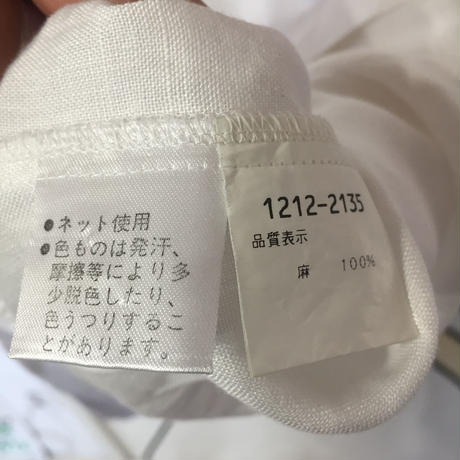 ●ネット使用
●色ものは発汗、
摩擦等により多
少脱色したり、
色うつりするこ
とがあります。
1212-2135
品質表示
麻 100%